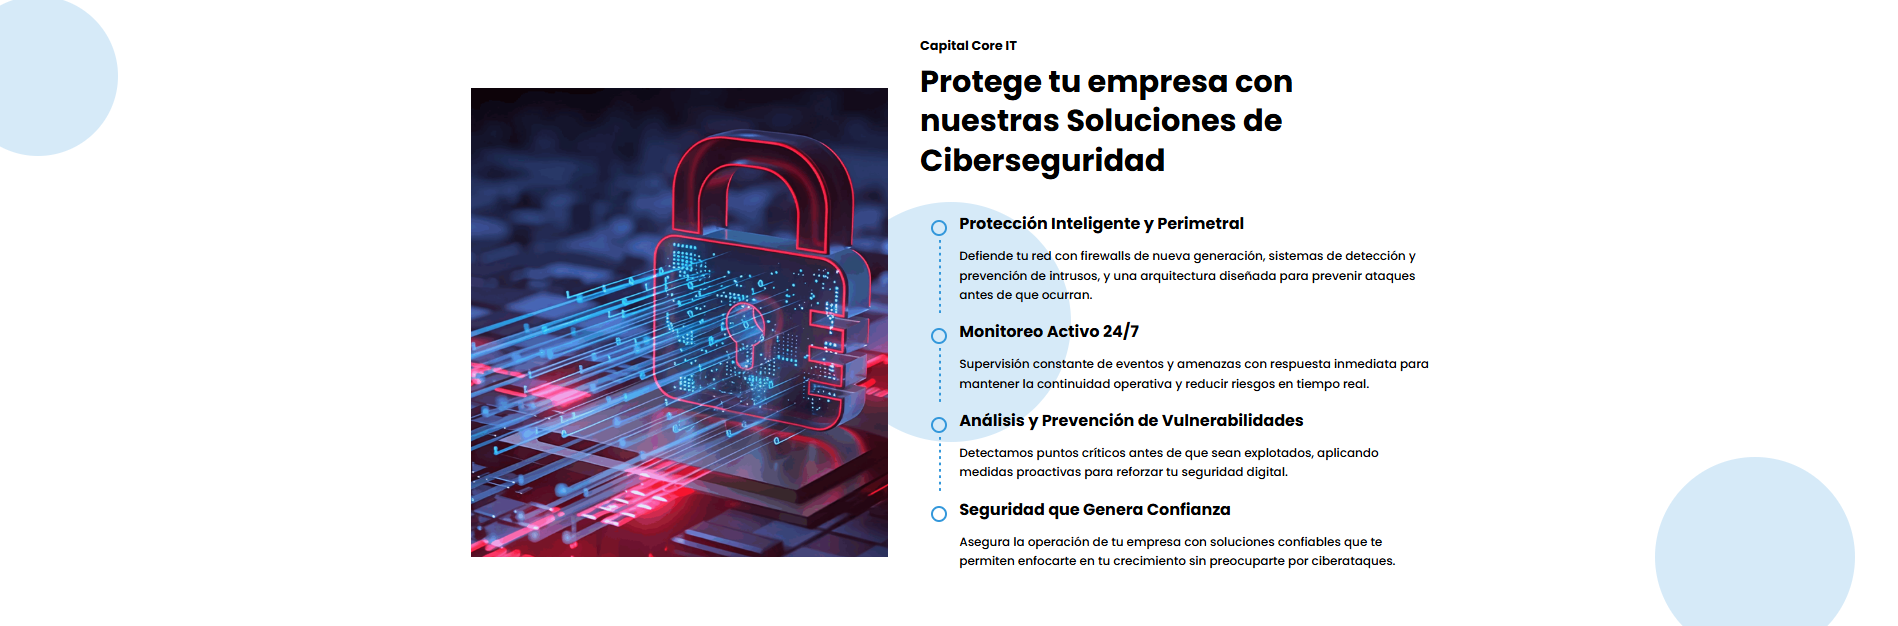 Capital Core IT
Protege tu empresa con
nuestras Soluciones de
Ciberseguridad
Protección Inteligente y Perimetral
Defiende tu red con firewalls de nueva generación, sistemas de detección y
prevención de intrusos, y una arquitectura diseñada para prevenir ataques
antes de que ocurran.
Monitoreo Activo 24/7
Supervisión constante de eventos y amenazas con respuesta inmediata para
mantener la continuidad operativa y reducir riesgos en tiempo real.
Análisis y Prevención de Vulnerabilidades
Detectamos puntos críticos antes de que sean explotados, aplicando
medidas proactivas para reforzar tu seguridad digital.
Seguridad que Genera Confianza
Asegura la operación de tu empresa con soluciones confiables que te
permiten enfocarte en tu crecimiento sin preocuparte por ciberataques.